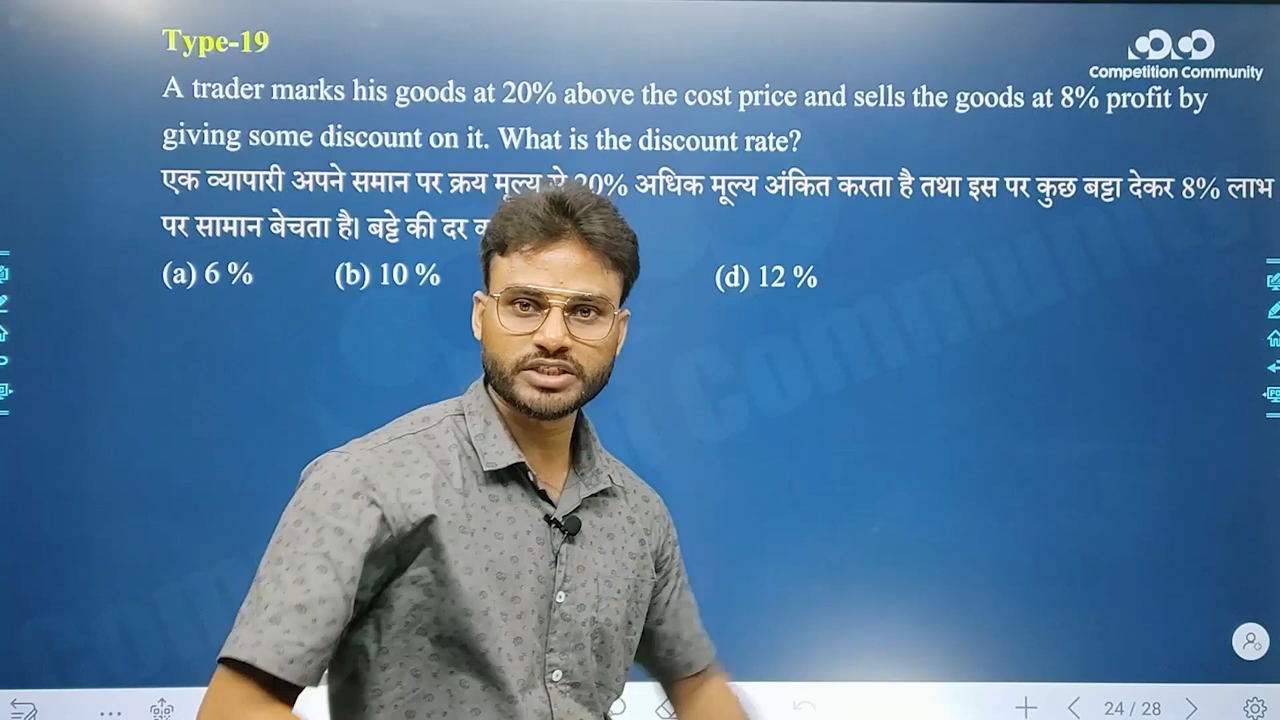 Type-19
Competition Community
A trader marks his goods at 20% above the cost price and sells the goods at 8% profit by
giving some discount on it. What is the discount rate?
एक व्यापारी अपने समान पर क्रय मूल्य 20% अधिक मूल्य अंकित करता है तथा इस पर कुछ बट्टा देकर 8% लाभ
पर सामान बेचता है। बट्टे की दर
(a) 6 % (b) 10 % (d) 12 %
24 / 28